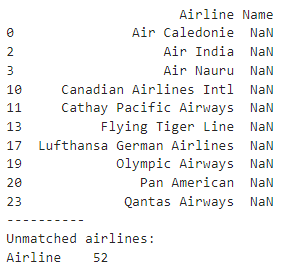 Airline Name
0 Air Caledonie NaN
2 Air India NaN
3 Air Nauru NaN
10 Canadian Airlines Intl NaN
11 Cathay Pacific Airways NaN
13 Flying Tiger Line NaN
17 Lufthansa German Airlines NaN
19 Olympic Airways NaN
20 Pan American NaN
23 Qantas Airways NaN
----------
Unmatched airlines:
Airline 52